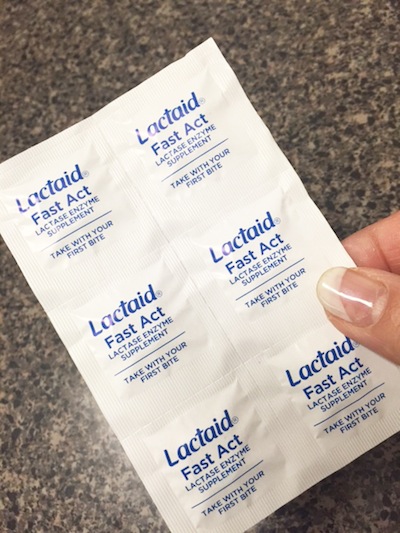 Lactaid®
Fast Act
LACTASE ENZYME
SUPPLEMENT
TAKE WITH YOUR
FIRST BITE
Lactaid®
Fast Act
LACTASE ENZYME
SUPPLEMENT
TAKE WITH YOUR
FIRST BITE
Lactaid®
Fast Act
LACTASE ENZYME
SUPPLEMENT
TAKE WITH YOUR
FIRST BITE
Lactaid®
Fast Act
LACTASE ENZYME
SUPPLEMENT
TAKE WITH YOUR
FIRST BITE
Lactaid®
Fast Act
LACTASE ENZYME
SUPPLEMENT
TAKE WITH YOUR
FIRST BITE
Lactaid®
Fast Act
LACTASE ENZYME
SUPPLEMENT
TAKE WITH YOUR
FIRST BITE